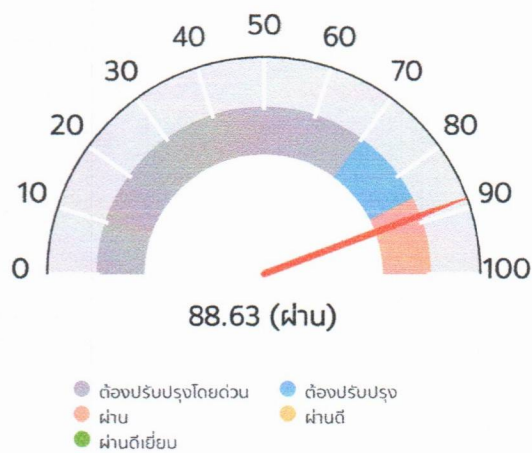 50
40 60
30 70
20 80
10 90
0 100
88.63 (ผ่าน)
ต้องปรับปรุงโดยด่วน ต้องปรับปรุง
ผ่าน ผ่านดี
ผ่านดีเยี่ยม